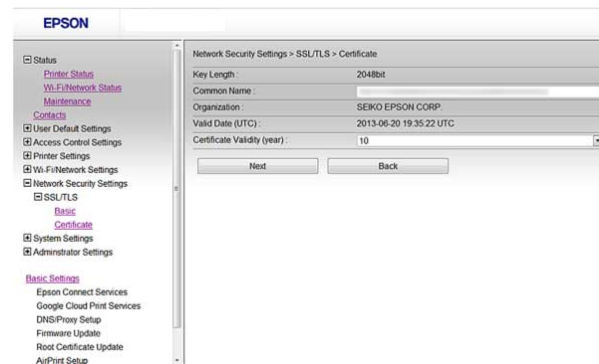 EPSON
Status
Printer Status
Wi-Fi/Network Status
Maintenance
Contacts
User Default Settings
Access Control Settings
Printer Settings
Wi-Fi/Network Settings
Network Security Settings
SSL/TLS
Basic
Certificate
System Settings
Adminstrator Settings
Basic Settings
Epson Connect Services
Google Cloud Print Services
DNS/Proxy Setup
Firmware Update
Root Certificate Update
AirPrint Setup
Network Security Settings > SSL/TLS > Certificate
Key Length : 2048bit
Common Name :
Organization : SEIKO EPSON CORP.
Valid Date (UTC) : 2013-06-20 19:35:22 UTC
Certificate Validity (year) : 10
Next Back